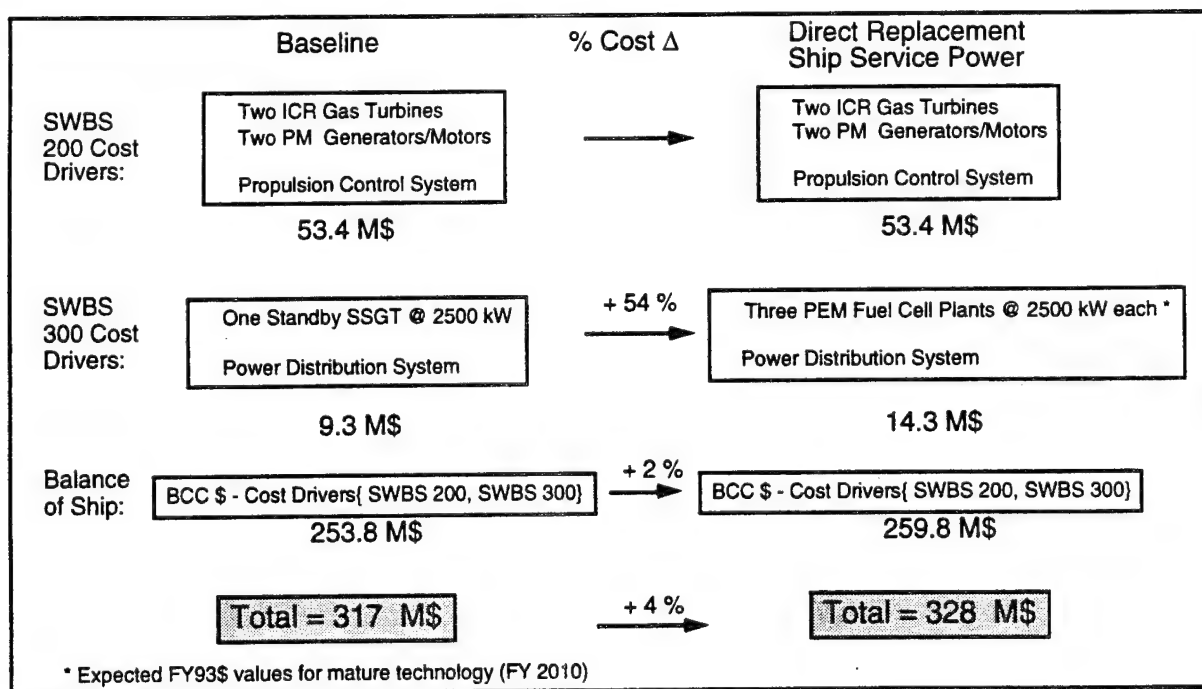 Baseline
% Cost Δ
Direct Replacement
Ship Service Power
SWBS
200 Cost
Drivers:
Two ICR Gas Turbines
Two PM Generators/Motors
Propulsion Control System
53.4 M$
Two ICR Gas Turbines
Two PM Generators/Motors
Propulsion Control System
53.4 M$
SWBS
300 Cost
Drivers:
One Standby SSGT @ 2500 kW
Power Distribution System
9.3 M$
+ 54 %
Three PEM Fuel Cell Plants @ 2500 kW each *
Power Distribution System
14.3 M$
Balance
of Ship:
BCC $ - Cost Drivers{ SWBS 200, SWBS 300}
253.8 M$
+ 2 %
BCC $ - Cost Drivers{ SWBS 200, SWBS 300}
259.8 M$
Total = 317 M$
+ 4 %
Total = 328 M$
* Expected FY93$ values for mature technology (FY 2010)